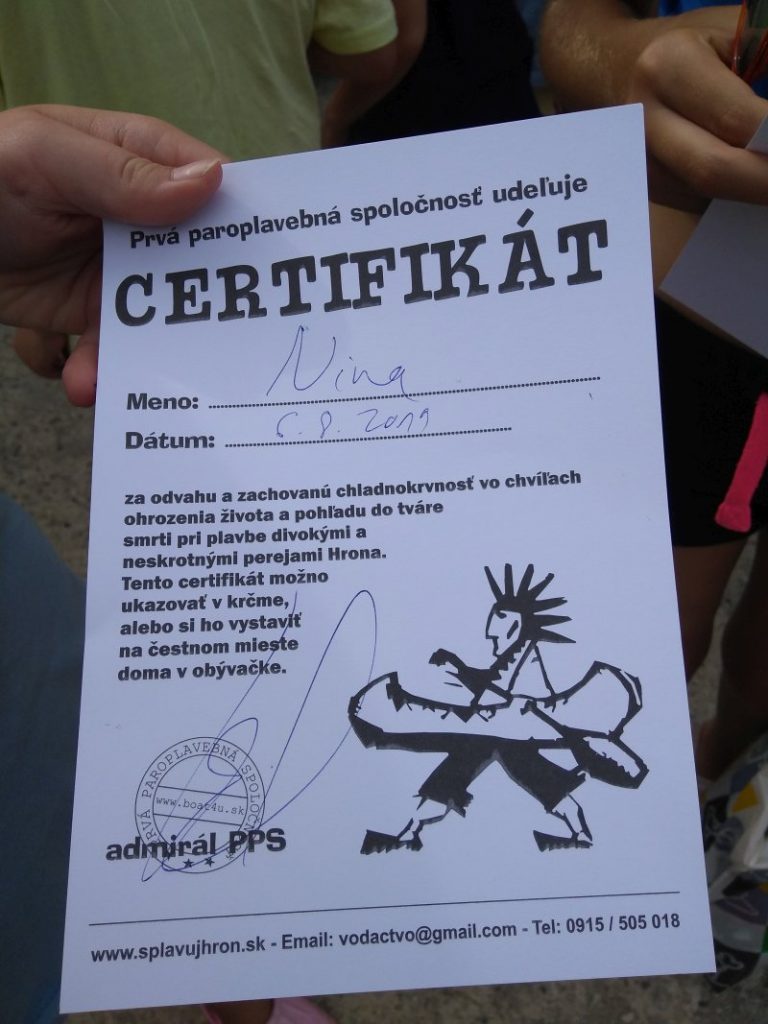 Prvá paroplavebná spoločnosť udeľuje
CERTIFIKÁT
Meno: Nina
Dátum: 6.8.2019
za odvahu a zachovanú chladnokrvnosť vo chvíľach
ohrozenia života a pohľadu do tváre
smrti pri plavbe divokými a
neskrotnými perejami Hrona.
Tento certifikát možno
ukazovať v krčme,
alebo si ho vystaviť
na čestnom mieste
doma v obývačke.
PRVÁ PAROPLAVEBNÁ SPOLOČNOSŤ
www.boat4u.sk
admirál PPS
www.splavujhron.sk - Email: vodactvo@gmail.com - Tel: 0915 / 505 018